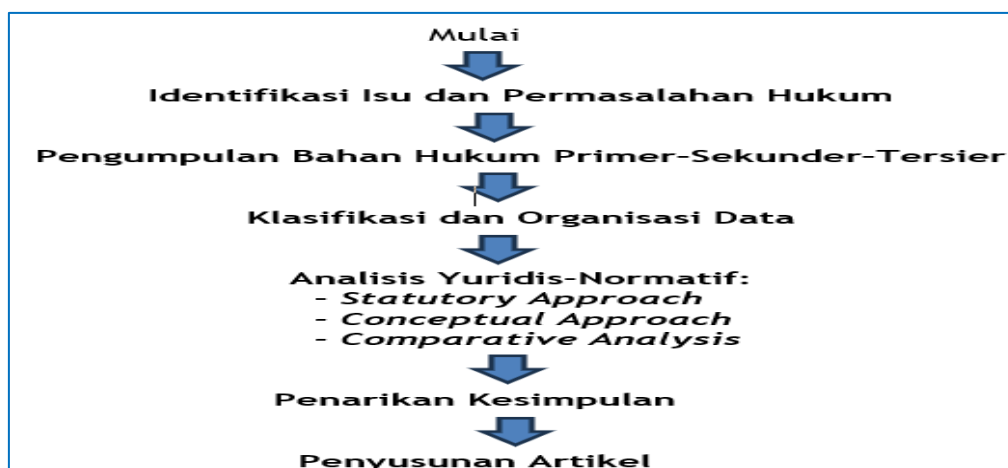 Mulai
Identifikasi Isu dan Permasalahan Hukum
Pengumpulan Bahan Hukum Primer-Sekunder-Tersier
Klasifikasi dan Organisasi Data
Analisis Yuridis-Normatif:
- Statutory Approach
- Conceptual Approach
- Comparative Analysis
Penarikan Kesimpulan
Penyusunan Artikel